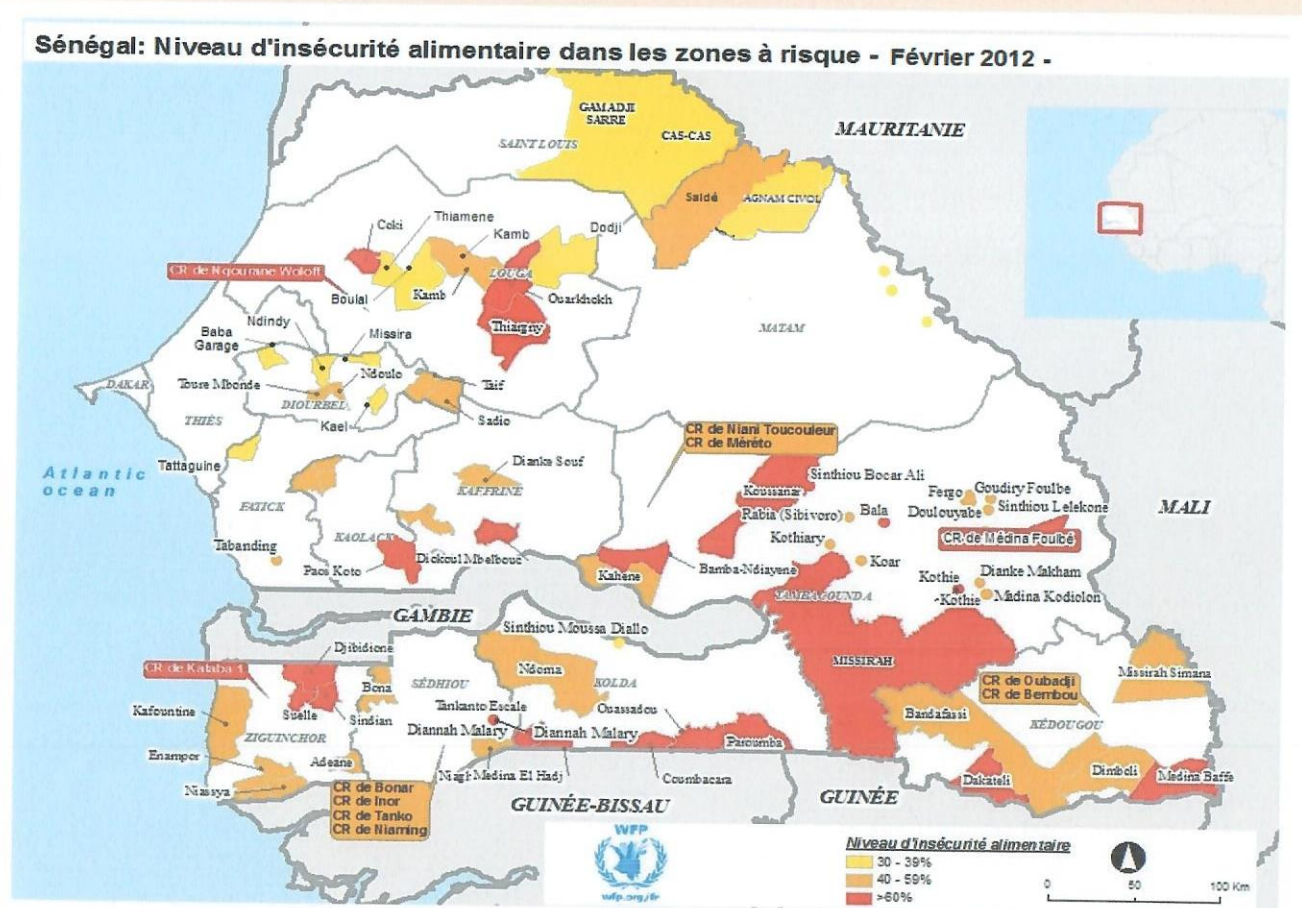 Sénégal: Niveau d'insécurité alimentaire dans les zones à risque - Février 2012 -
GAMADJI
SARRE
MAURITANIE
CAS-CAS
SAINT LOUIS
Saldé
AGNAM CIVOL
Thiamene
Coki
Kamb
Dodji
CR de Nqouraine Woloff
LOUGA
Boulal
Kamb
Ouarkhokh
Ndindy
Missira
Thiargny
MATAM
Baba
Garage
Ndoulo
Toure Mbonde
Taif
DAKAR
DIOURBEL
THIÈS
Kael
Sadio
CR de Niani Toucouleur
CR de Méréto
Tattaguine
Atlantic
ocean
Dianke Souf
Sinthiou Bocar Ali
KAFFRINE
Koussanar
Fergo
Goudiry Foulbe
FATICK
Rabia (Sibivoro)
Bala
Doulouyabe
Sinthiou Lelekone
MALI
KAOLACK
Kothiary
CR de Médina Foulbé
Tabanding
Dickoul Mbelbouc
Koar
Paos Koto
Kahene
Bamba-Ndiayene
Kothie
Dianke Makham
TAMBACOUNDA
-Kothie
Madina Kodiolon
GAMBIE
Sinthiou Moussa Diallo
Djibidione
CR de Kataba 1
Ndoma
MISSIRAH
Missirah Simana
Bona
SÉDHIOU
KOLDA
CR de Oubadji
CR de Bembou
Kafountine
Suelle
Sindian
Tankanto Escale
Ouassadou
Bandafassi
KÉDOUGOU
ZIGUINCHOR
Diannah Malary
Diannah Malary
Paroumba
Enampor
Adeane
Medina El Hadj
Coumbacara
Dakateli
Dimboli
Medina Baffe
Niassya
CR de Bonar
CR de Inor
CR de Tanko
CR de Niaming
GUINÉE-BISSAU
GUINÉE
WFP
wfp.org/fr
Niveau d'insécurité alimentaire
30 - 39%
40 - 59%
>60%
0 50 100 Km